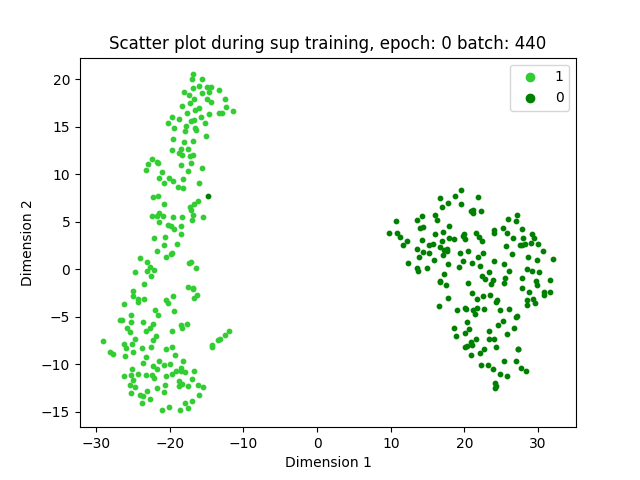 Scatter plot during sup training, epoch: 0 batch: 440
1
0
20
15
10
5
0
−5
−10
−15
Dimension 2
−30 −20 −10 0 10 20 30
Dimension 1